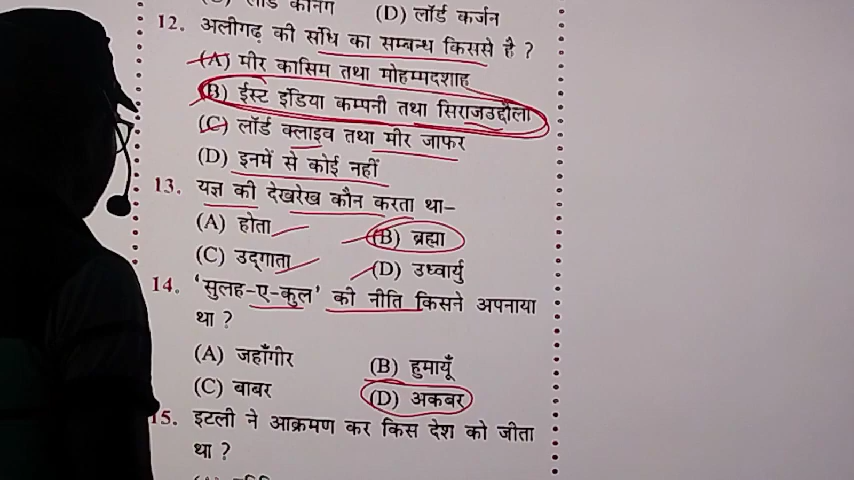 (D) लॉर्ड कर्जन
12. अलीगढ़ की संधि का सम्बन्ध किससे है ?
(A) मीर कासिम तथा मोहम्मदशाह
(B) ईस्ट इंडिया कम्पनी तथा सिराजउद्दौला
(C) लॉर्ड क्लाइव तथा मीर जाफर
(D) इनमें से कोई नहीं
13. यज्ञ की देखरेख कौन करता था–
(A) होता (B) ब्रह्मा
(C) उद्‌गाता (D) उध्वार्यु
14. 'सुलह-ए-कुल' की नीति किसने अपनाया
था ?
(A) जहाँगीर (B) हुमायूँ
(C) बाबर (D) अकबर
15. इटली ने आक्रमण कर किस देश को जीता
था ?